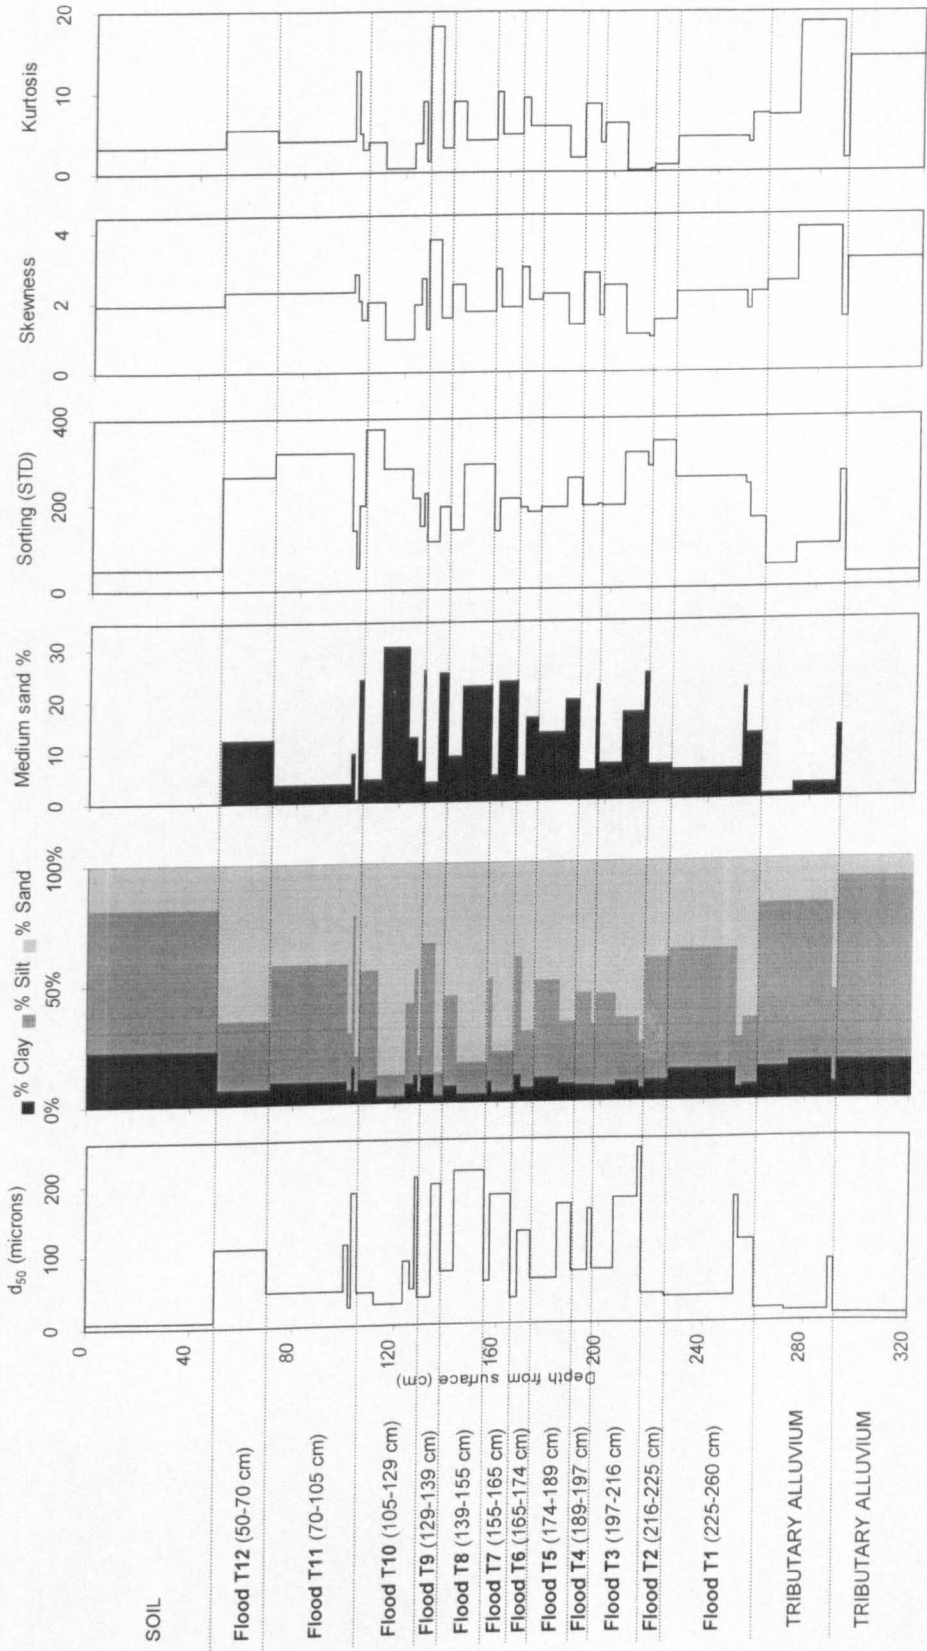 d50 (microns)
■ % Clay ■ % Silt ■ % Sand
Medium sand %
Sorting (STD)
Skewness
Kurtosis
0 100 200
0% 50% 100%
0 10 20 30
0 200 400
0 2 4
0 10 20
Depth from surface (cm)
0
40
80
120
160
200
240
280
320
SOIL
Flood T12 (50-70 cm)
Flood T11 (70-105 cm)
Flood T10 (105-129 cm)
Flood T9 (129-139 cm)
Flood T8 (139-155 cm)
Flood T7 (155-165 cm)
Flood T6 (165-174 cm)
Flood T5 (174-189 cm)
Flood T4 (189-197 cm)
Flood T3 (197-216 cm)
Flood T2 (216-225 cm)
Flood T1 (225-260 cm)
TRIBUTARY ALLUVIUM
TRIBUTARY ALLUVIUM